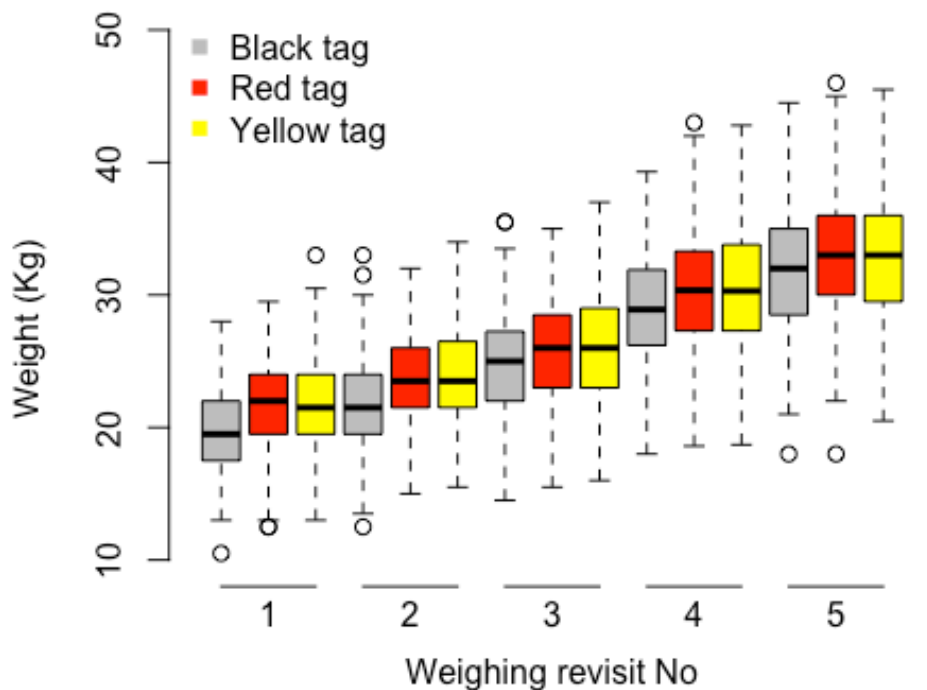 Black tag
Red tag
Yellow tag
Weight (Kg)
50
40
30
20
10
1 2 3 4 5
Weighing revisit No